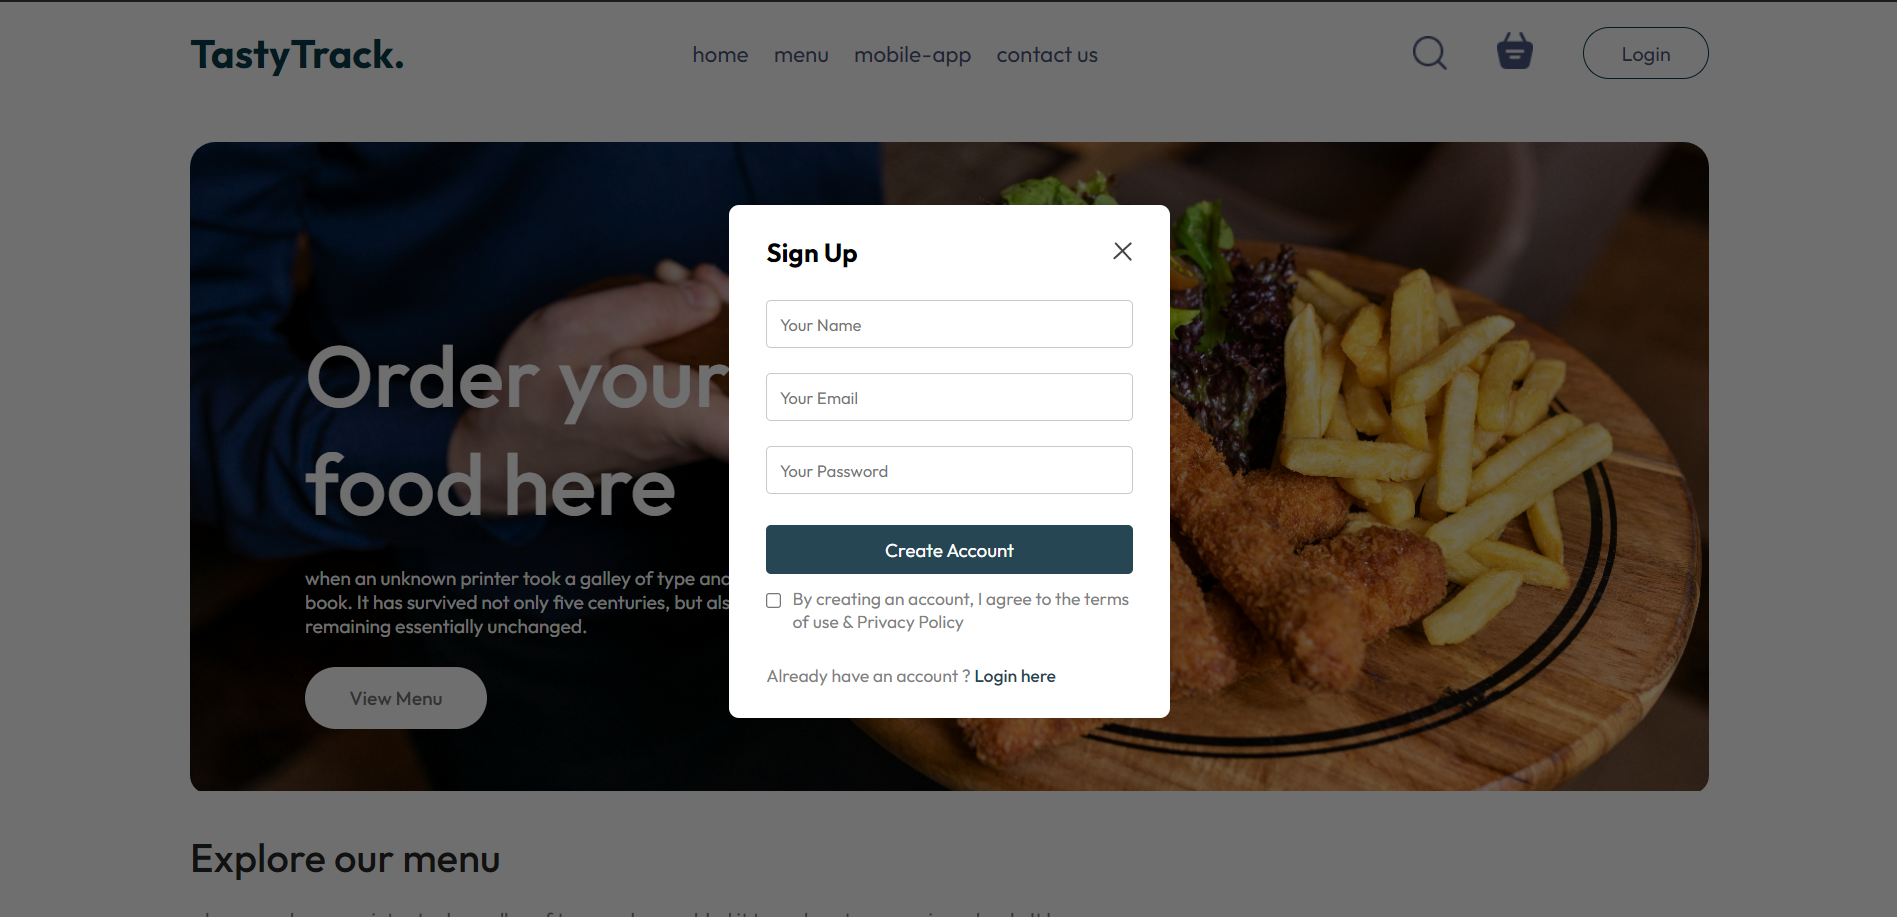 TastyTrack.
home menu mobile-app contact us
Login
Order your
food here
when an unknown printer took a galley of type and
book. It has survived not only five centuries, but als
remaining essentially unchanged.
View Menu
Sign Up
Your Name
Your Email
Your Password
Create Account
By creating an account, I agree to the terms
of use & Privacy Policy
Already have an account ? Login here
Explore our menu